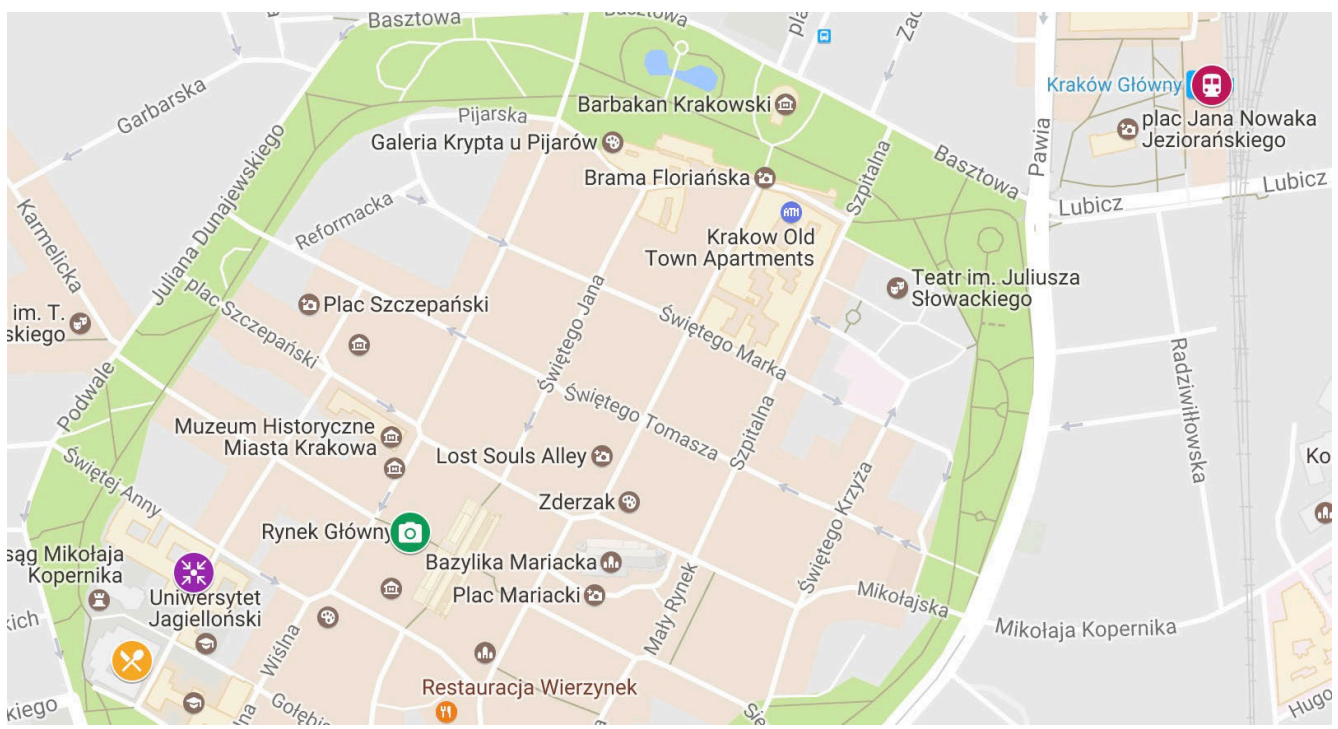 Basztowa
Basztowa
Garbarska
Pijarska
Barbakan Krakowski
Kraków Główny
plac Jana Nowaka
Jeziorańskiego
Galeria Krypta u Pijarów
Brama Floriańska
ATM
Szpitalna
Basztowa
Pawia
Lubicz
Lubicz
Karmelicka
Juliana Dunajewskiego
Reformacka
Krakow Old
Town Apartments
Teatr im. Juliusza
Słowackiego
im. T.
skiego
plac Szczepański
Plac Szczepański
Świętego Jana
Świętego Marka
Radziwiłłowska
Podwale
Świętego Tomasza
Szpitalna
Muzeum Historyczne
Miasta Krakowa
Lost Souls Alley
Ko
Świętej Anny
Zderzak
Świętego Krzyża
Rynek Główny
sąg Mikołaja
Kopernika
Bazylika Mariacka
Plac Mariacki
Uniwersytet
Jagielloński
Mały Rynek
Mikołajska
Mikołaja Kopernika
kich
Wiślna
Restauracja Wierzynek
kiego
Gołębia
Sie
Hugo